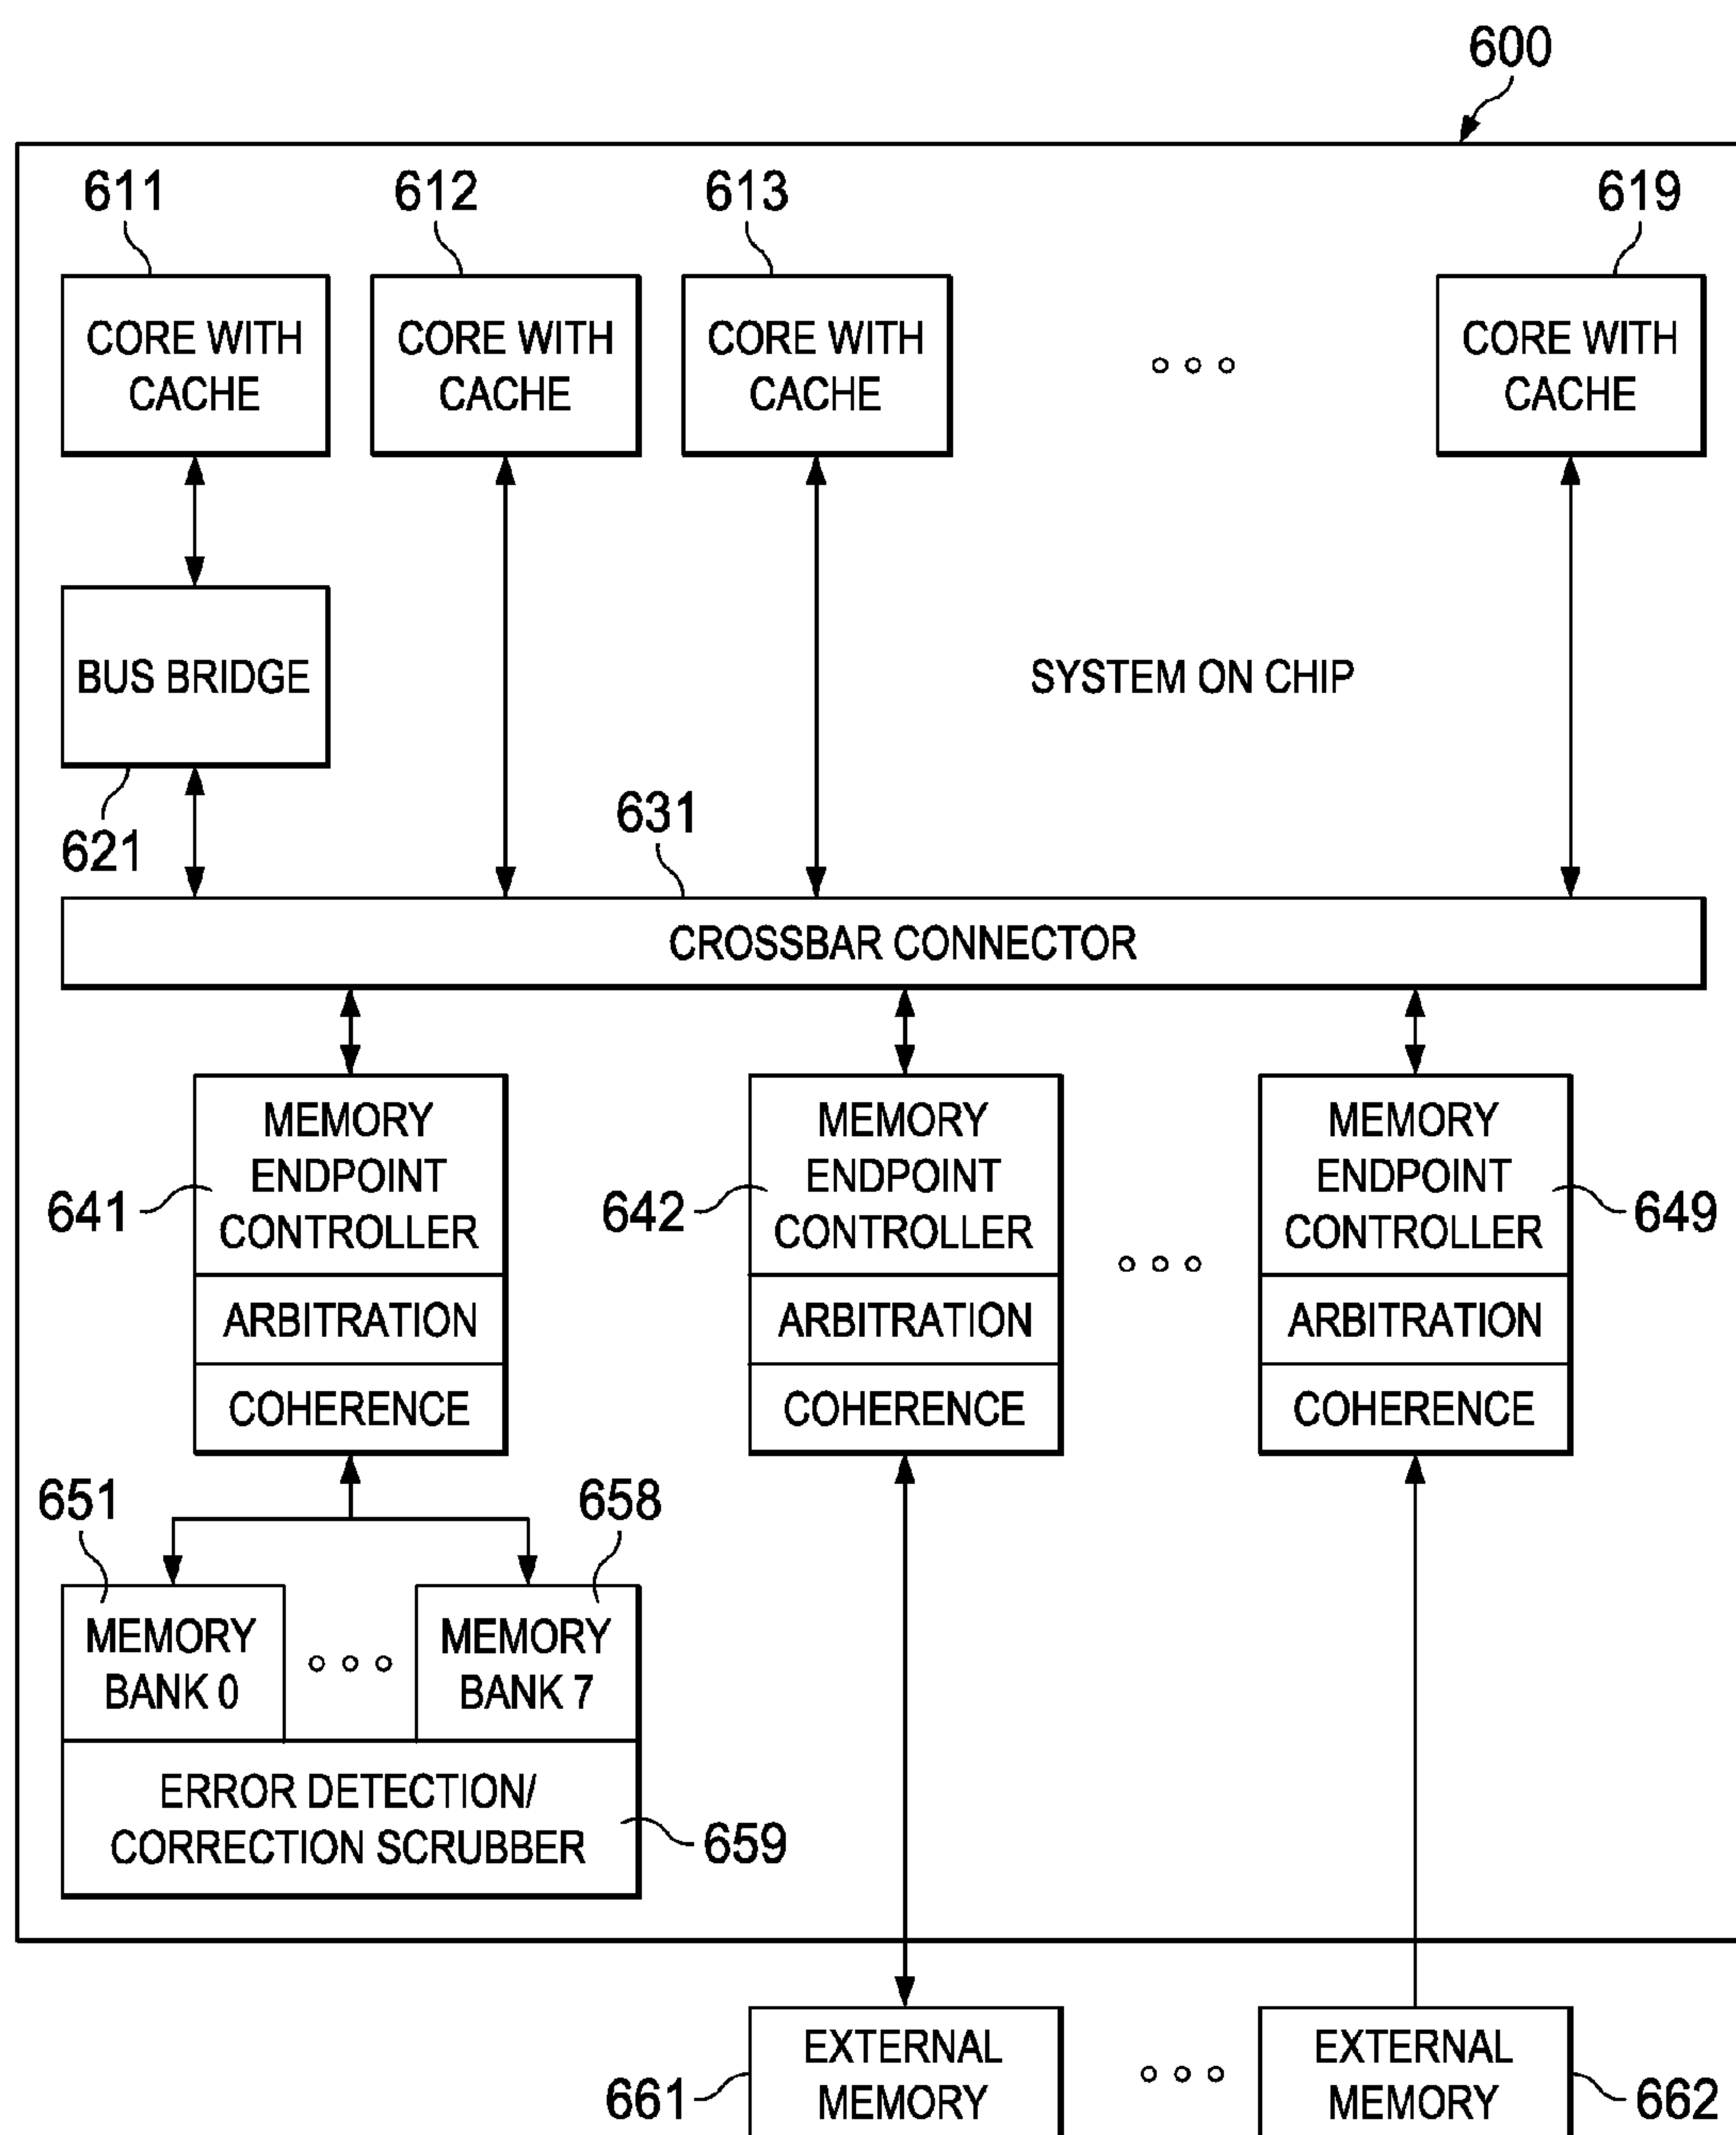 600
611
612
613
619
CORE WITH
CACHE
CORE WITH
CACHE
CORE WITH
CACHE
CORE WITH
CACHE
BUS BRIDGE
SYSTEM ON CHIP
621
631
CROSSBAR CONNECTOR
641
MEMORY
ENDPOINT
CONTROLLER
ARBITRATION
COHERENCE
642
MEMORY
ENDPOINT
CONTROLLER
ARBITRATION
COHERENCE
649
MEMORY
ENDPOINT
CONTROLLER
ARBITRATION
COHERENCE
651
658
MEMORY
BANK 0
MEMORY
BANK 7
ERROR DETECTION/
CORRECTION SCRUBBER
659
661
EXTERNAL
MEMORY
EXTERNAL
MEMORY
662